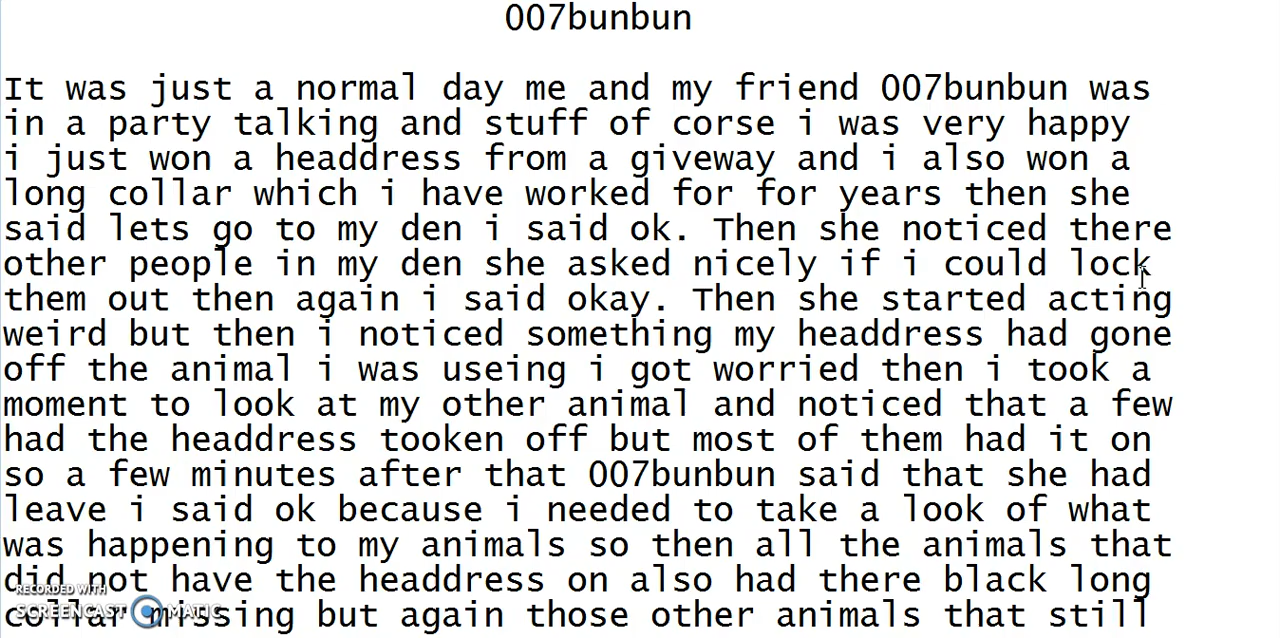 007bunbun
It was just a normal day me and my friend 007bunbun was
in a party talking and stuff of corse i was very happy
i just won a headdress from a giveway and i also won a
long collar which i have worked for for years then she
said lets go to my den i said ok. Then she noticed there
other people in my den she asked nicely if i could lock
them out then again i said okay. Then she started acting
weird but then i noticed something my headdress had gone
off the animal i was useing i got worried then i took a
moment to look at my other animal and noticed that a few
had the headdress tooken off but most of them had it on
so a few minutes after that 007bunbun said that she had
leave i said ok because i needed to take a look of what
was happening to my animals so then all the animals that
did not have the headdress on also had there black long
RECORDED WITH
collar missing but again those other animals that still
SCREENCAST MATIC